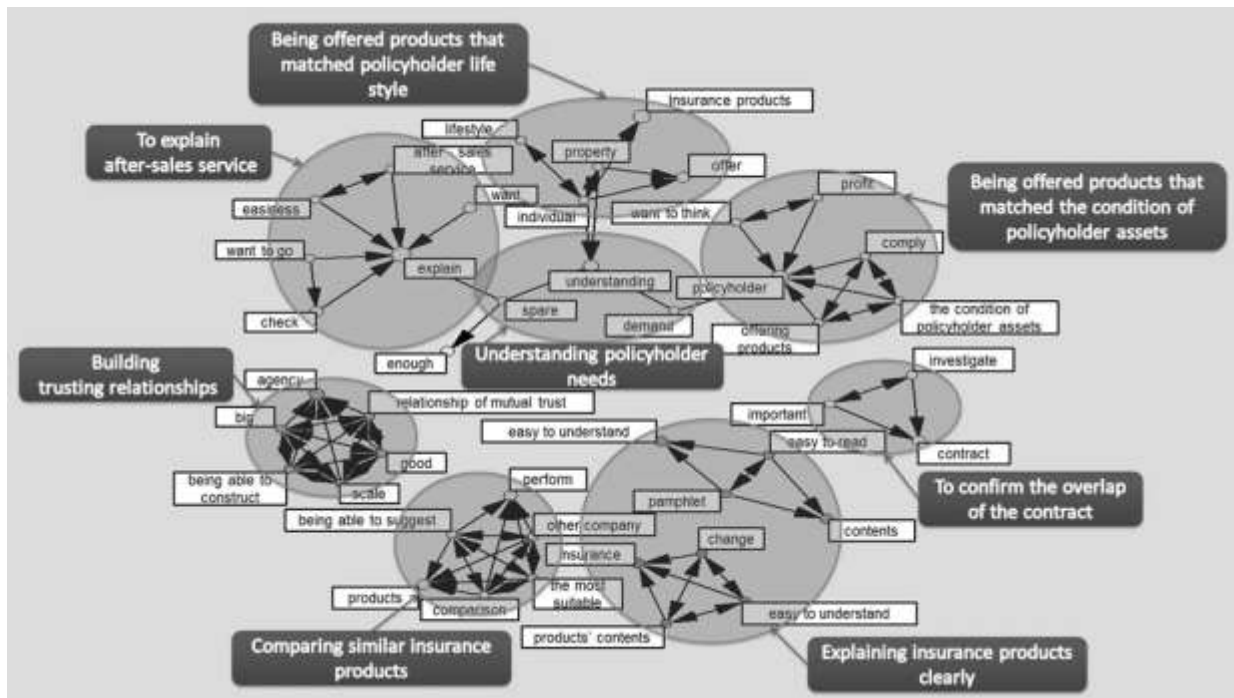 Being offered products that
matched policyholder life
style
insurance products
lifestyle
To explain
after-sales service
after - sales
service
property
offer
profit
Being offered products that
matched the condition of
policyholder assets
want
easiness
individual
want to think
want to go
comply
explain
understanding
policyholder
check
spare
demand
the condition of
policyholder assets
offering
products
enough
Understanding policyholder
needs
Building
trusting relationships
investigate
agency
relationship of mutual trust
big
important
easy to understand
easy to read
contract
good
being able to
construct
scale
perform
pamphlet
To confirm the overlap
of the contract
being able to suggest
other company
contents
change
insurance
products
the most
suitable
comparison
easy to understand
products' contents
Comparing similar insurance
products
Explaining insurance products
clearly